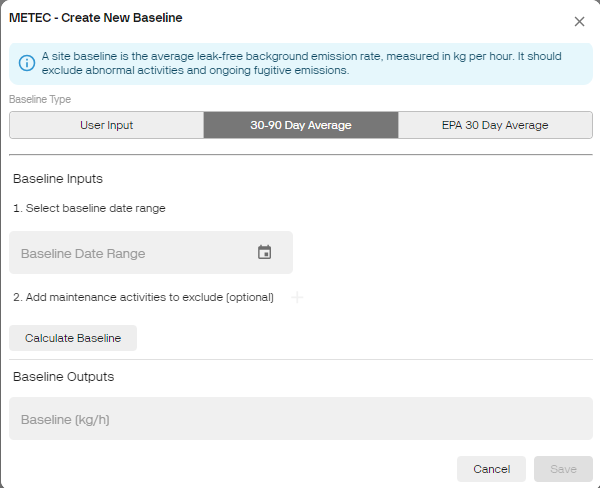 METEC - Create New Baseline
A site baseline is the average leak-free background emission rate, measured in kg per hour. It should
exclude abnormal activities and ongoing fugitive emissions.
Baseline Type
User Input
30-90 Day Average
EPA 30 Day Average
Baseline Inputs
1. Select baseline date range
Baseline Date Range
2. Add maintenance activities to exclude (optional)
Calculate Baseline
Baseline Outputs
Baseline (kg/h)
Cancel
Save